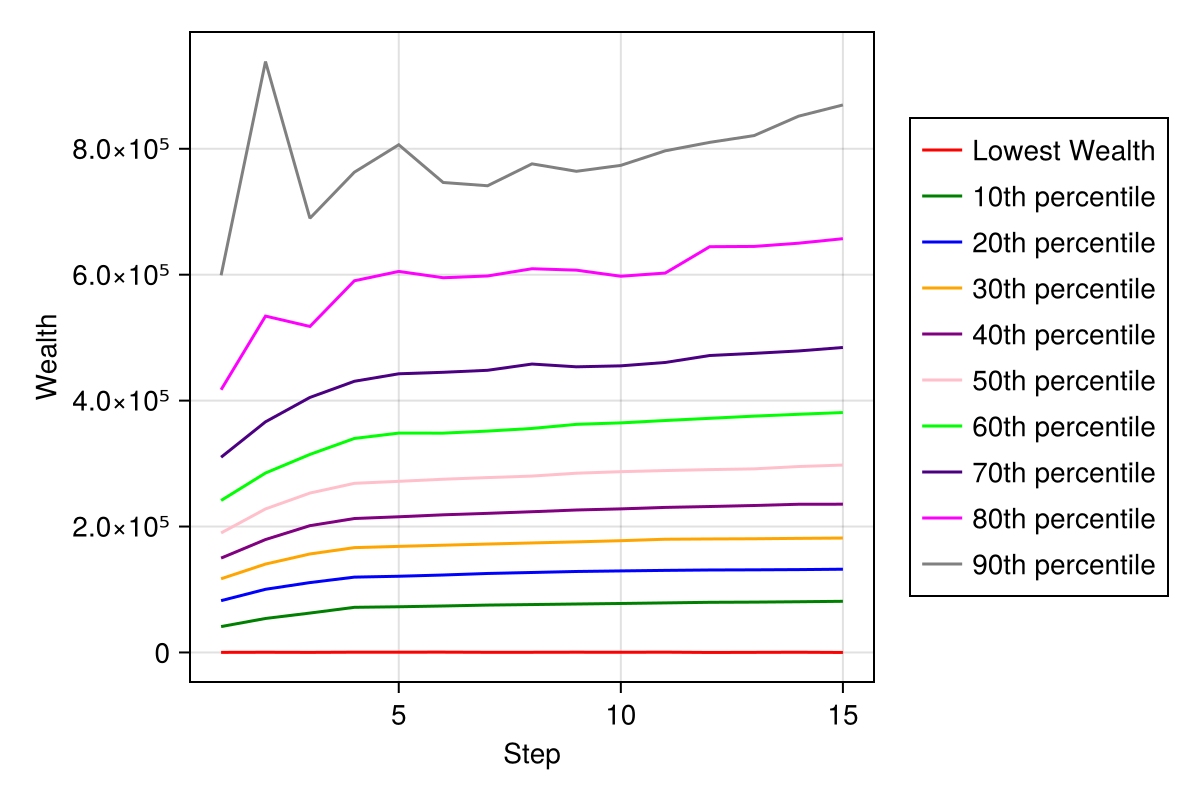 Wealth
8.0×10⁵
6.0×10⁵
4.0×10⁵
2.0×10⁵
0
5 10 15
Step
Lowest Wealth
10th percentile
20th percentile
30th percentile
40th percentile
50th percentile
60th percentile
70th percentile
80th percentile
90th percentile